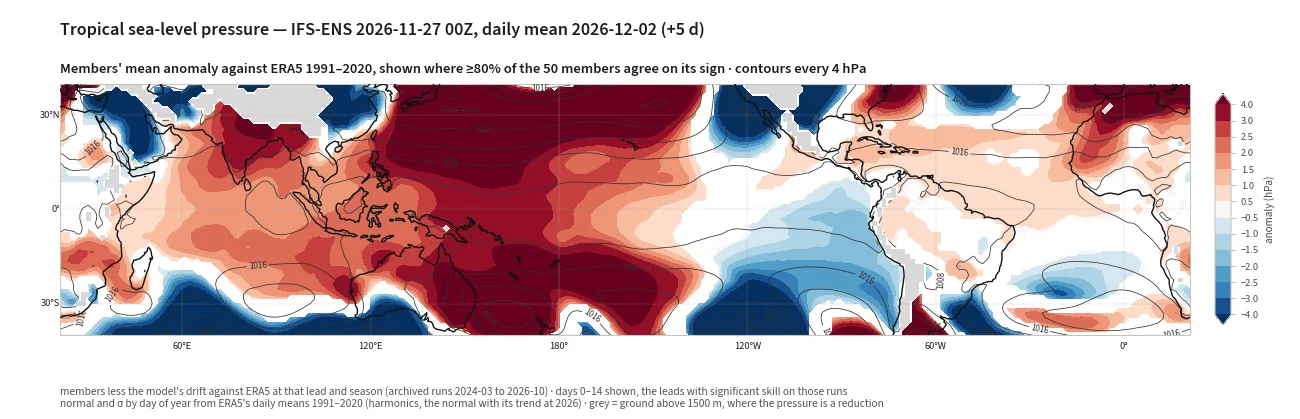 Tropical sea-level pressure — IFS-ENS 2026-11-27 00Z, daily mean 2026-12-02 (+5 d)
Members' mean anomaly against ERA5 1991–2020, shown where ≥80% of the 50 members agree on its sign · contours every 4 hPa
30°N
0°
30°S
60°E
120°E
180°
120°W
60°W
0°
1016
1016
1016
1016
1016
1016
1016
1016
1008
1016
1016
4.0
3.0
2.5
2.0
1.5
1.0
0.5
−0.5
−1.0
−1.5
−2.0
−2.5
−3.0
−4.0
anomaly (hPa)
members less the model's drift against ERA5 at that lead and season (archived runs 2024-03 to 2026-10) · days 0–14 shown, the leads with significant skill on those runs
normal and σ by day of year from ERA5's daily means 1991–2020 (harmonics, the normal with its trend at 2026) · grey = ground above 1500 m, where the pressure is a reduction